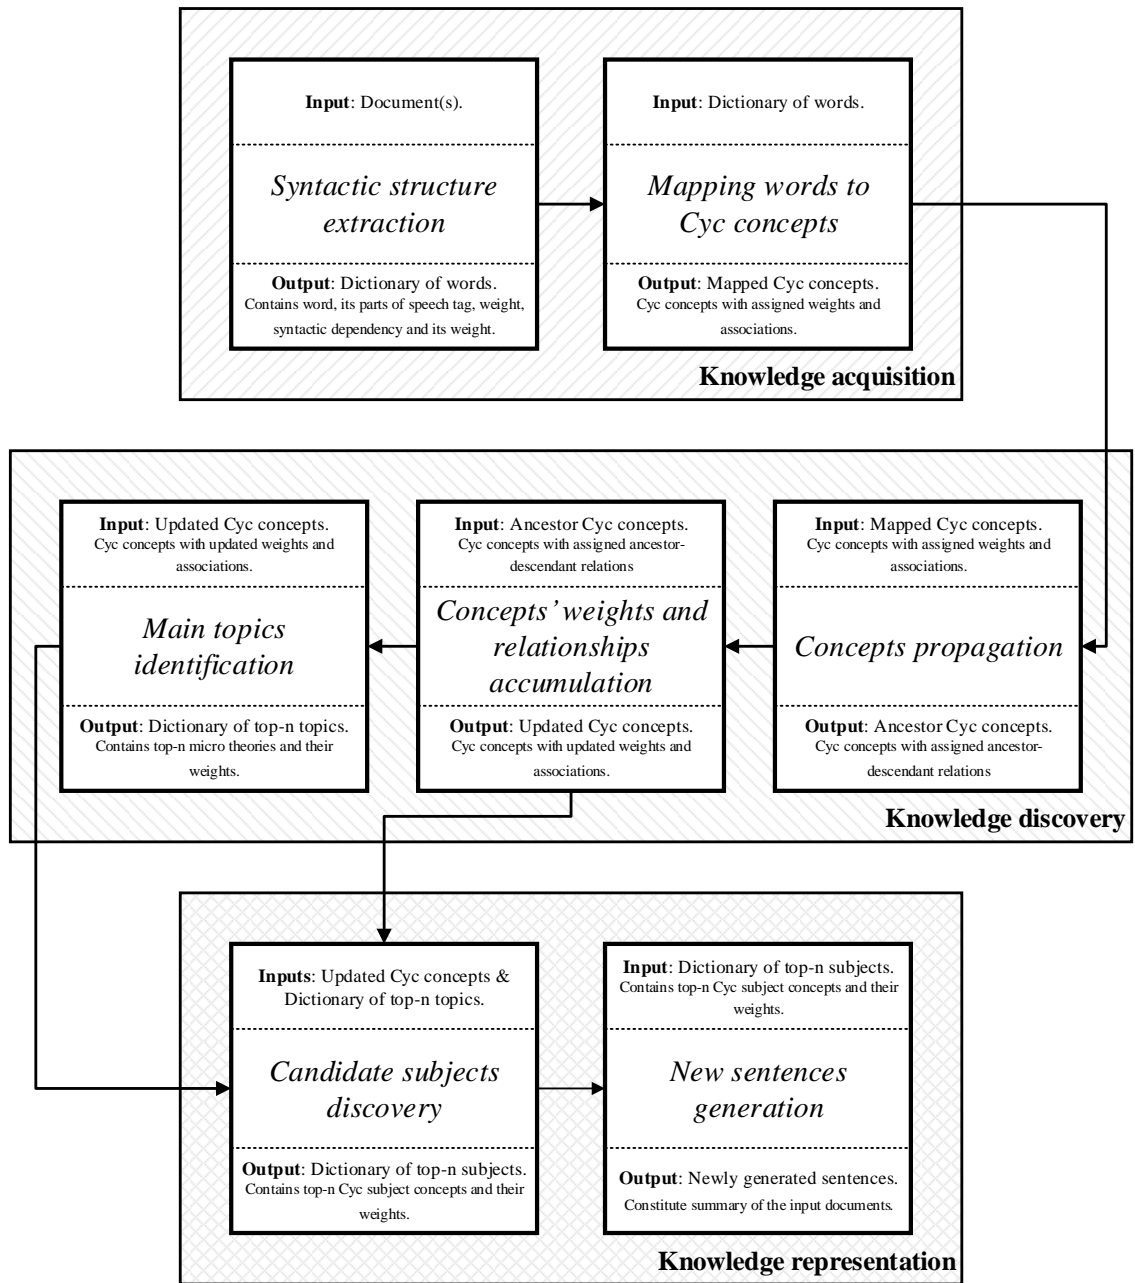 Input: Document(s).
Syntactic structure
extraction
Output: Dictionary of words.
Contains word, its parts of speech tag, weight,
syntactic dependency and its weight.
Input: Dictionary of words.
Mapping words to
Cyc concepts
Output: Mapped Cyc concepts.
Cyc concepts with assigned weights and
associations.
Knowledge acquisition
Input: Updated Cyc concepts.
Cyc concepts with updated weights and
associations.
Main topics
identification
Output: Dictionary of top-n topics.
Contains top-n micro theories and their
weights.
Input: Ancestor Cyc concepts.
Cyc concepts with assigned ancestor-
descendant relations
Concepts’ weights and
relationships
accumulation
Output: Updated Cyc concepts.
Cyc concepts with updated weights and
associations.
Input: Mapped Cyc concepts.
Cyc concepts with assigned weights and
associations.
Concepts propagation
Output: Ancestor Cyc concepts.
Cyc concepts with assigned ancestor-
descendant relations
Knowledge discovery
Inputs: Updated Cyc concepts &
Dictionary of top-n topics.
Candidate subjects
discovery
Output: Dictionary of top-n subjects.
Contains top-n Cyc subject concepts and their
weights.
Input: Dictionary of top-n subjects.
Contains top-n Cyc subject concepts and their
weights.
New sentences
generation
Output: Newly generated sentences.
Constitute summary of the input documents.
Knowledge representation